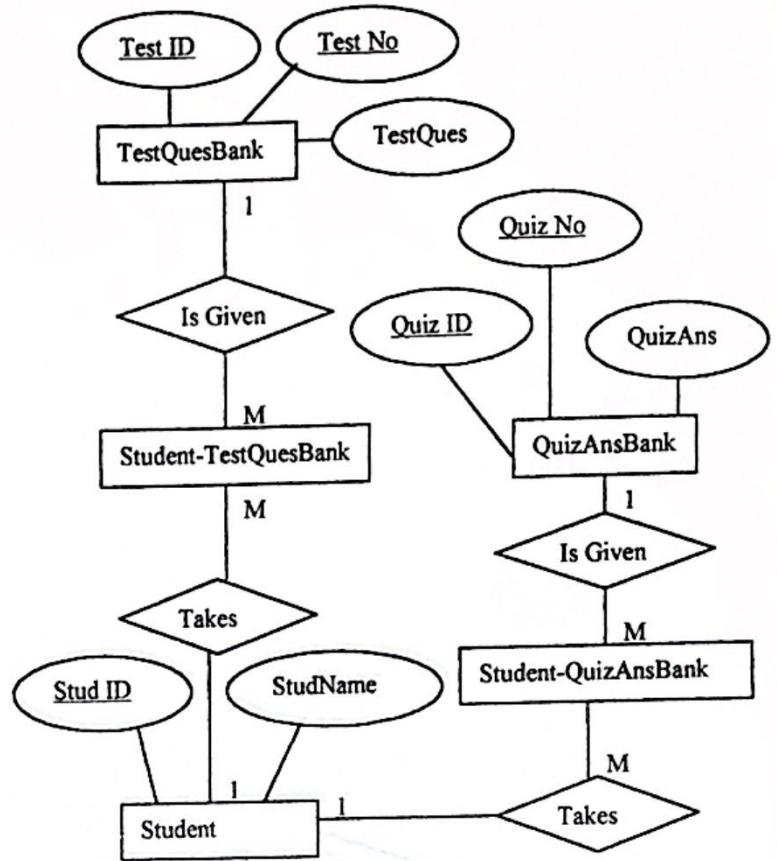 Test ID
Test No
TestQuesBank
TestQues
1
Quiz No
Is Given
Quiz ID
QuizAns
M
Student-TestQuesBank
QuizAnsBank
M
1
Is Given
Takes
M
Stud ID
StudName
Student-QuizAnsBank
M
1
1
Student
Takes